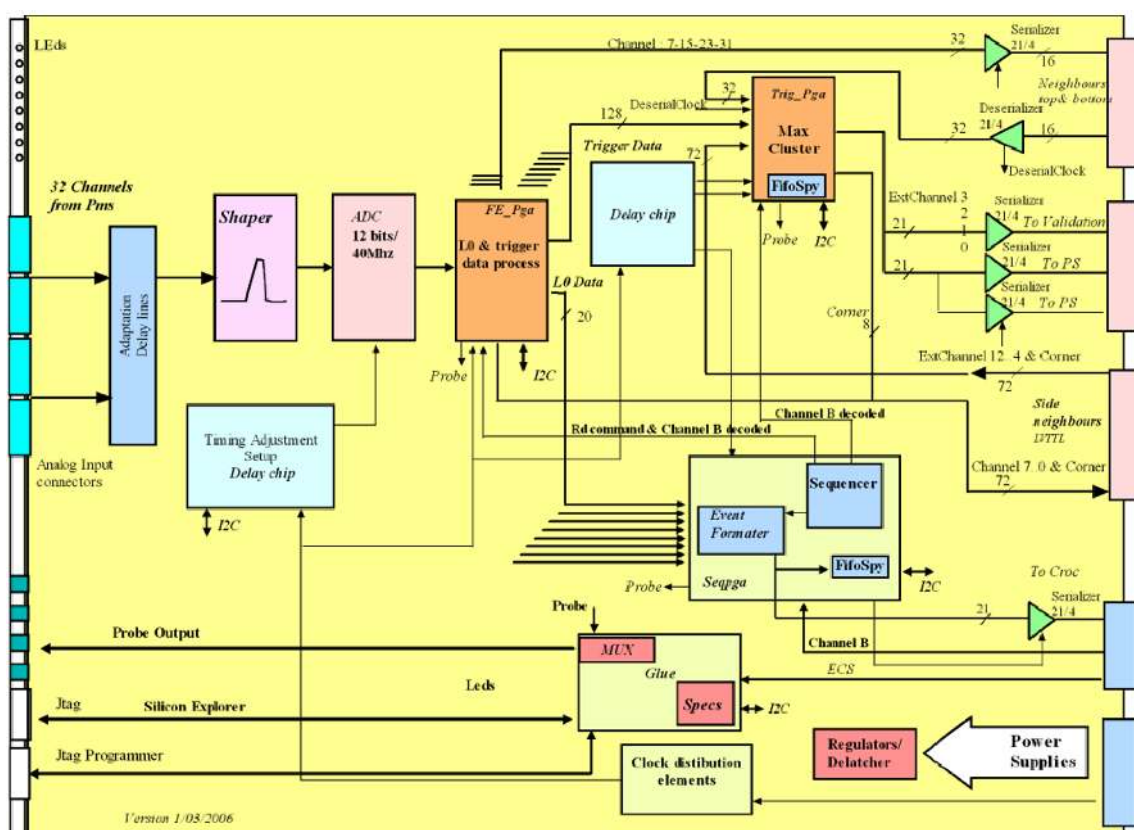 LEds
Channel : 7-15-23-31
32
Serializer
21/4
16
Neighbours
top& bottom
Deserializer
21/4
32
16
DeserialClock
32
Trig_Pga
Max
Cluster
FifoSpy
Probe
I2C
DeserialClock
128
Trigger Data
72
32 Channels
from Pms
Shaper
ADC
12 bits/
40Mhz
FE_Pga
L0 & trigger
data process
Delay chip
ExtChannel 3
2
1
0
21
Serializer
21/4
To Validation
21
Serializer
21/4
To PS
Serializer
21/4
To PS
L0 Data
20
Adaptation
Delay lines
Probe
I2C
Corner
8
ExtChannel 12..4 & Corner
72
Side
neighbours
LVTTL
Channel 7..0 & Corner
72
Channel B decoded
Rd command & Channel B decoded
Timing Adjustment
Setup
Delay chip
I2C
Analog Input
connectors
Sequencer
Event
Formater
FifoSpy
Seqpga
Probe
I2C
To Croc
Serializer
21/4
21
Channel B
ECS
Probe
Probe Output
MUX
Glue
Leds
Specs
I2C
Jtag
Silicon Explorer
Jtag Programmer
Clock distibution
elements
Regulators/
Delatcher
Power
Supplies
Version 1/03/2006